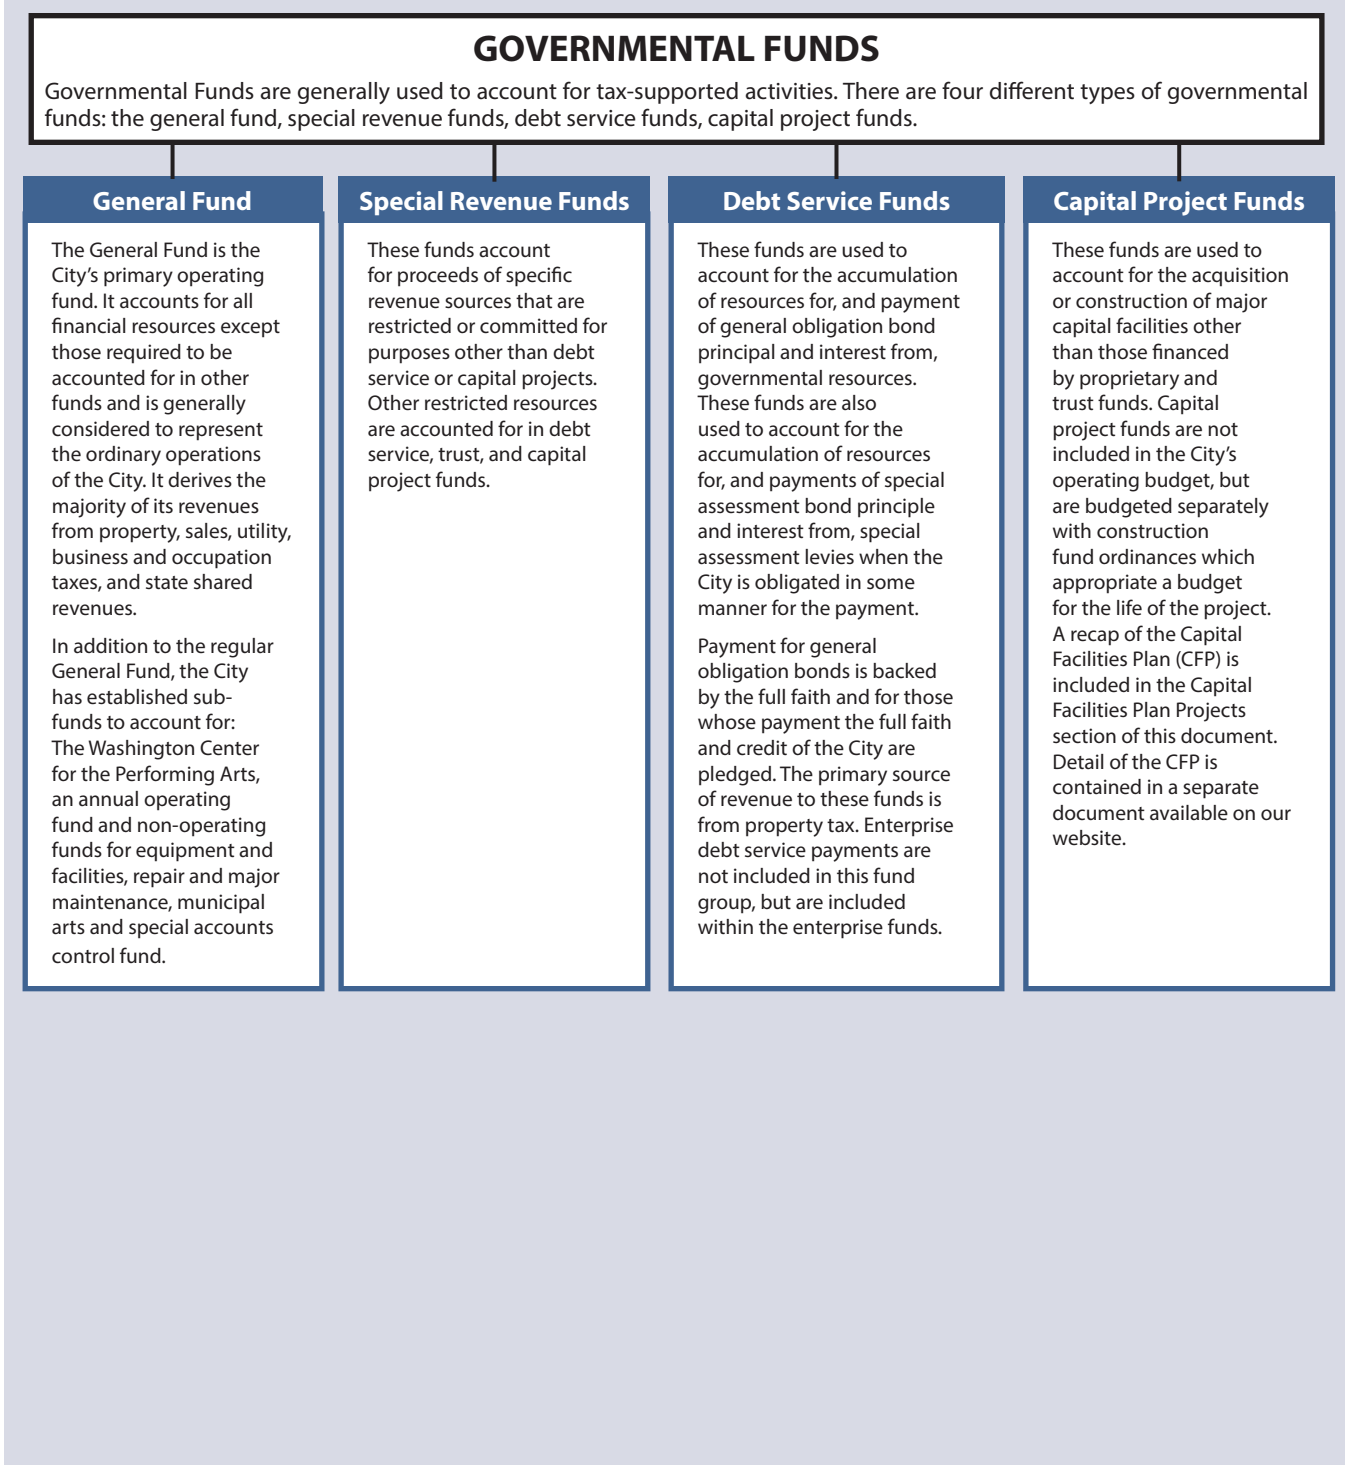 GOVERNMENTAL FUNDS
Governmental Funds are generally used to account for tax-supported activities. There are four different types of governmental
funds: the general fund, special revenue funds, debt service funds, capital project funds.
General Fund
The General Fund is the
City's primary operating
fund. It accounts for all
financial resources except
those required to be
accounted for in other
funds and is generally
considered to represent
the ordinary operations
of the City. It derives the
majority of its revenues
from property, sales, utility,
business and occupation
taxes, and state shared
revenues.
In addition to the regular
General Fund, the City
has established sub-
funds to account for:
The Washington Center
for the Performing Arts,
an annual operating
fund and non-operating
funds for equipment and
facilities, repair and major
maintenance, municipal
arts and special accounts
control fund.
Special Revenue Funds
These funds account
for proceeds of specific
revenue sources that are
restricted or committed for
purposes other than debt
service or capital projects.
Other restricted resources
are accounted for in debt
service, trust, and capital
project funds.
Debt Service Funds
These funds are used to
account for the accumulation
of resources for, and payment
of general obligation bond
principal and interest from,
governmental resources.
These funds are also
used to account for the
accumulation of resources
for, and payments of special
assessment bond principle
and interest from, special
assessment levies when the
City is obligated in some
manner for the payment.
Payment for general
obligation bonds is backed
by the full faith and for those
whose payment the full faith
and credit of the City are
pledged. The primary source
of revenue to these funds is
from property tax. Enterprise
debt service payments are
not included in this fund
group, but are included
within the enterprise funds.
Capital Project Funds
These funds are used to
account for the acquisition
or construction of major
capital facilities other
than those financed
by proprietary and
trust funds. Capital
project funds are not
included in the City's
operating budget, but
are budgeted separately
with construction
fund ordinances which
appropriate a budget
for the life of the project.
A recap of the Capital
Facilities Plan (CFP) is
included in the Capital
Facilities Plan Projects
section of this document.
Detail of the CFP is
contained in a separate
document available on our
website.